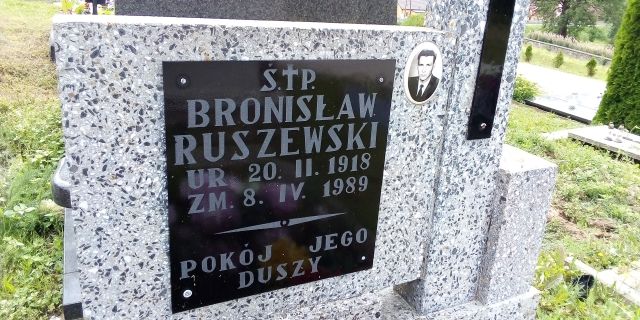 Ś.†P.
BRONISŁAW
RUSZEWSKI
UR 20. II. 1918
ZM. 8. IV. 1989
POKÓJ JEGO
DUSZY